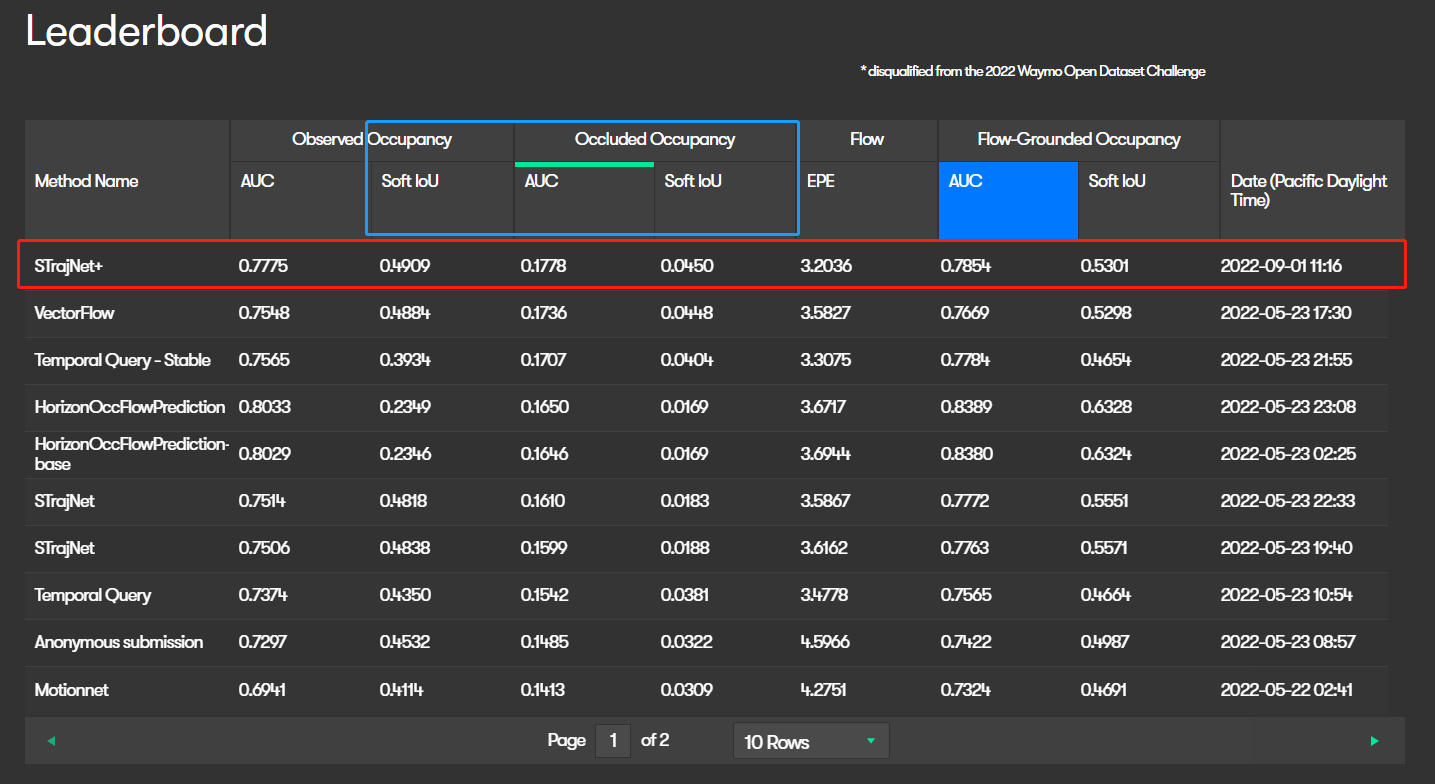 Leaderboard
* disqualified from the 2022 Waymo Open Dataset Challenge
Observed Occupancy Occluded Occupancy Flow Flow-Grounded Occupancy
Method Name AUC Soft IoU AUC Soft IoU EPE AUC Soft IoU Date (Pacific Daylight
Time)
STrajNet+ 0.7775 0.4909 0.1778 0.0450 3.2036 0.7854 0.5301 2022-09-01 11:16
VectorFlow 0.7548 0.4884 0.1736 0.0448 3.5827 0.7669 0.5298 2022-05-23 17:30
Temporal Query - Stable 0.7565 0.3934 0.1707 0.0404 3.3075 0.7784 0.4654 2022-05-23 21:55
HorizonOccFlowPrediction 0.8033 0.2349 0.1650 0.0169 3.6717 0.8389 0.6328 2022-05-23 23:08
HorizonOccFlowPrediction-
base 0.8029 0.2346 0.1646 0.0169 3.6944 0.8380 0.6324 2022-05-23 02:25
STrajNet 0.7514 0.4818 0.1610 0.0183 3.5867 0.7772 0.5551 2022-05-23 22:33
STrajNet 0.7506 0.4838 0.1599 0.0188 3.6162 0.7763 0.5571 2022-05-23 19:40
Temporal Query 0.7374 0.4350 0.1542 0.0381 3.4778 0.7565 0.4664 2022-05-23 10:54
Anonymous submission 0.7297 0.4532 0.1485 0.0322 4.5966 0.7422 0.4987 2022-05-23 08:57
Motionnet 0.6941 0.4114 0.1413 0.0309 4.2751 0.7324 0.4691 2022-05-22 02:41
Page 1 of 2 10 Rows